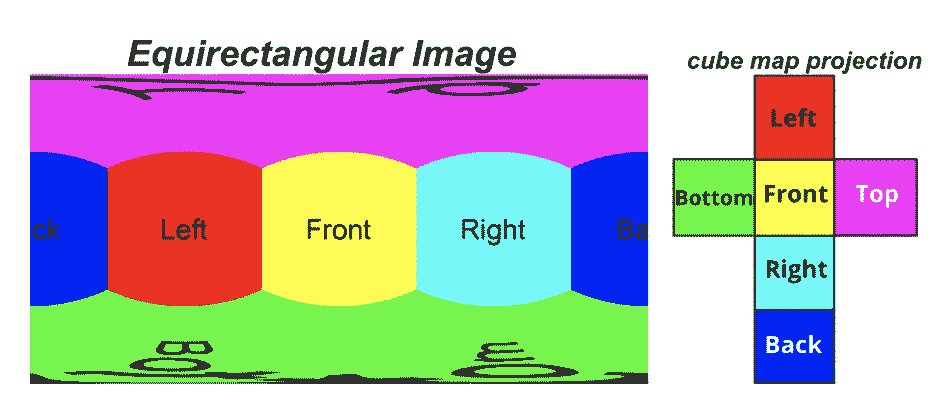 Equirectangular Image
cube map projection
ck Left Front Right Ba
Left
Bottom Front Top
Right
Back